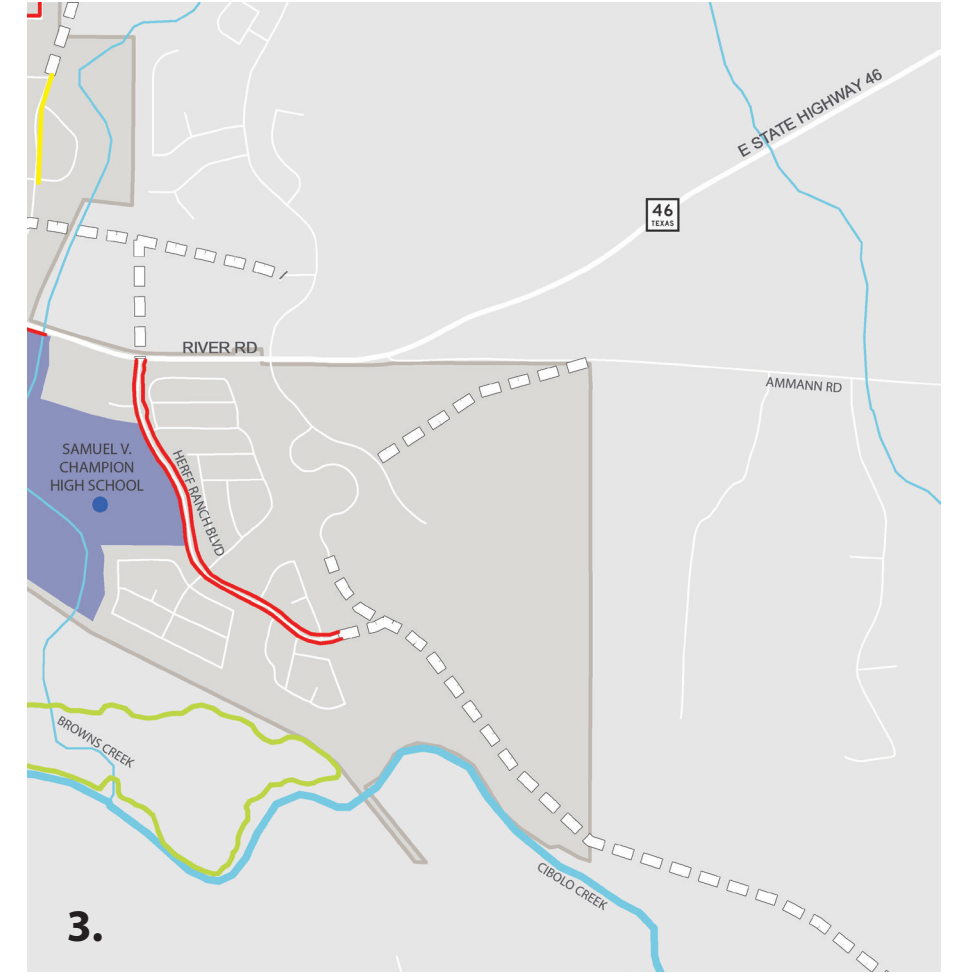 E STATE HIGHWAY 46
46
TEXAS
RIVER RD
AMMANN RD
SAMUEL V.
CHAMPION
HIGH SCHOOL
HERFF RANCH BLVD
BROWNS CREEK
CIBOLO CREEK
3.